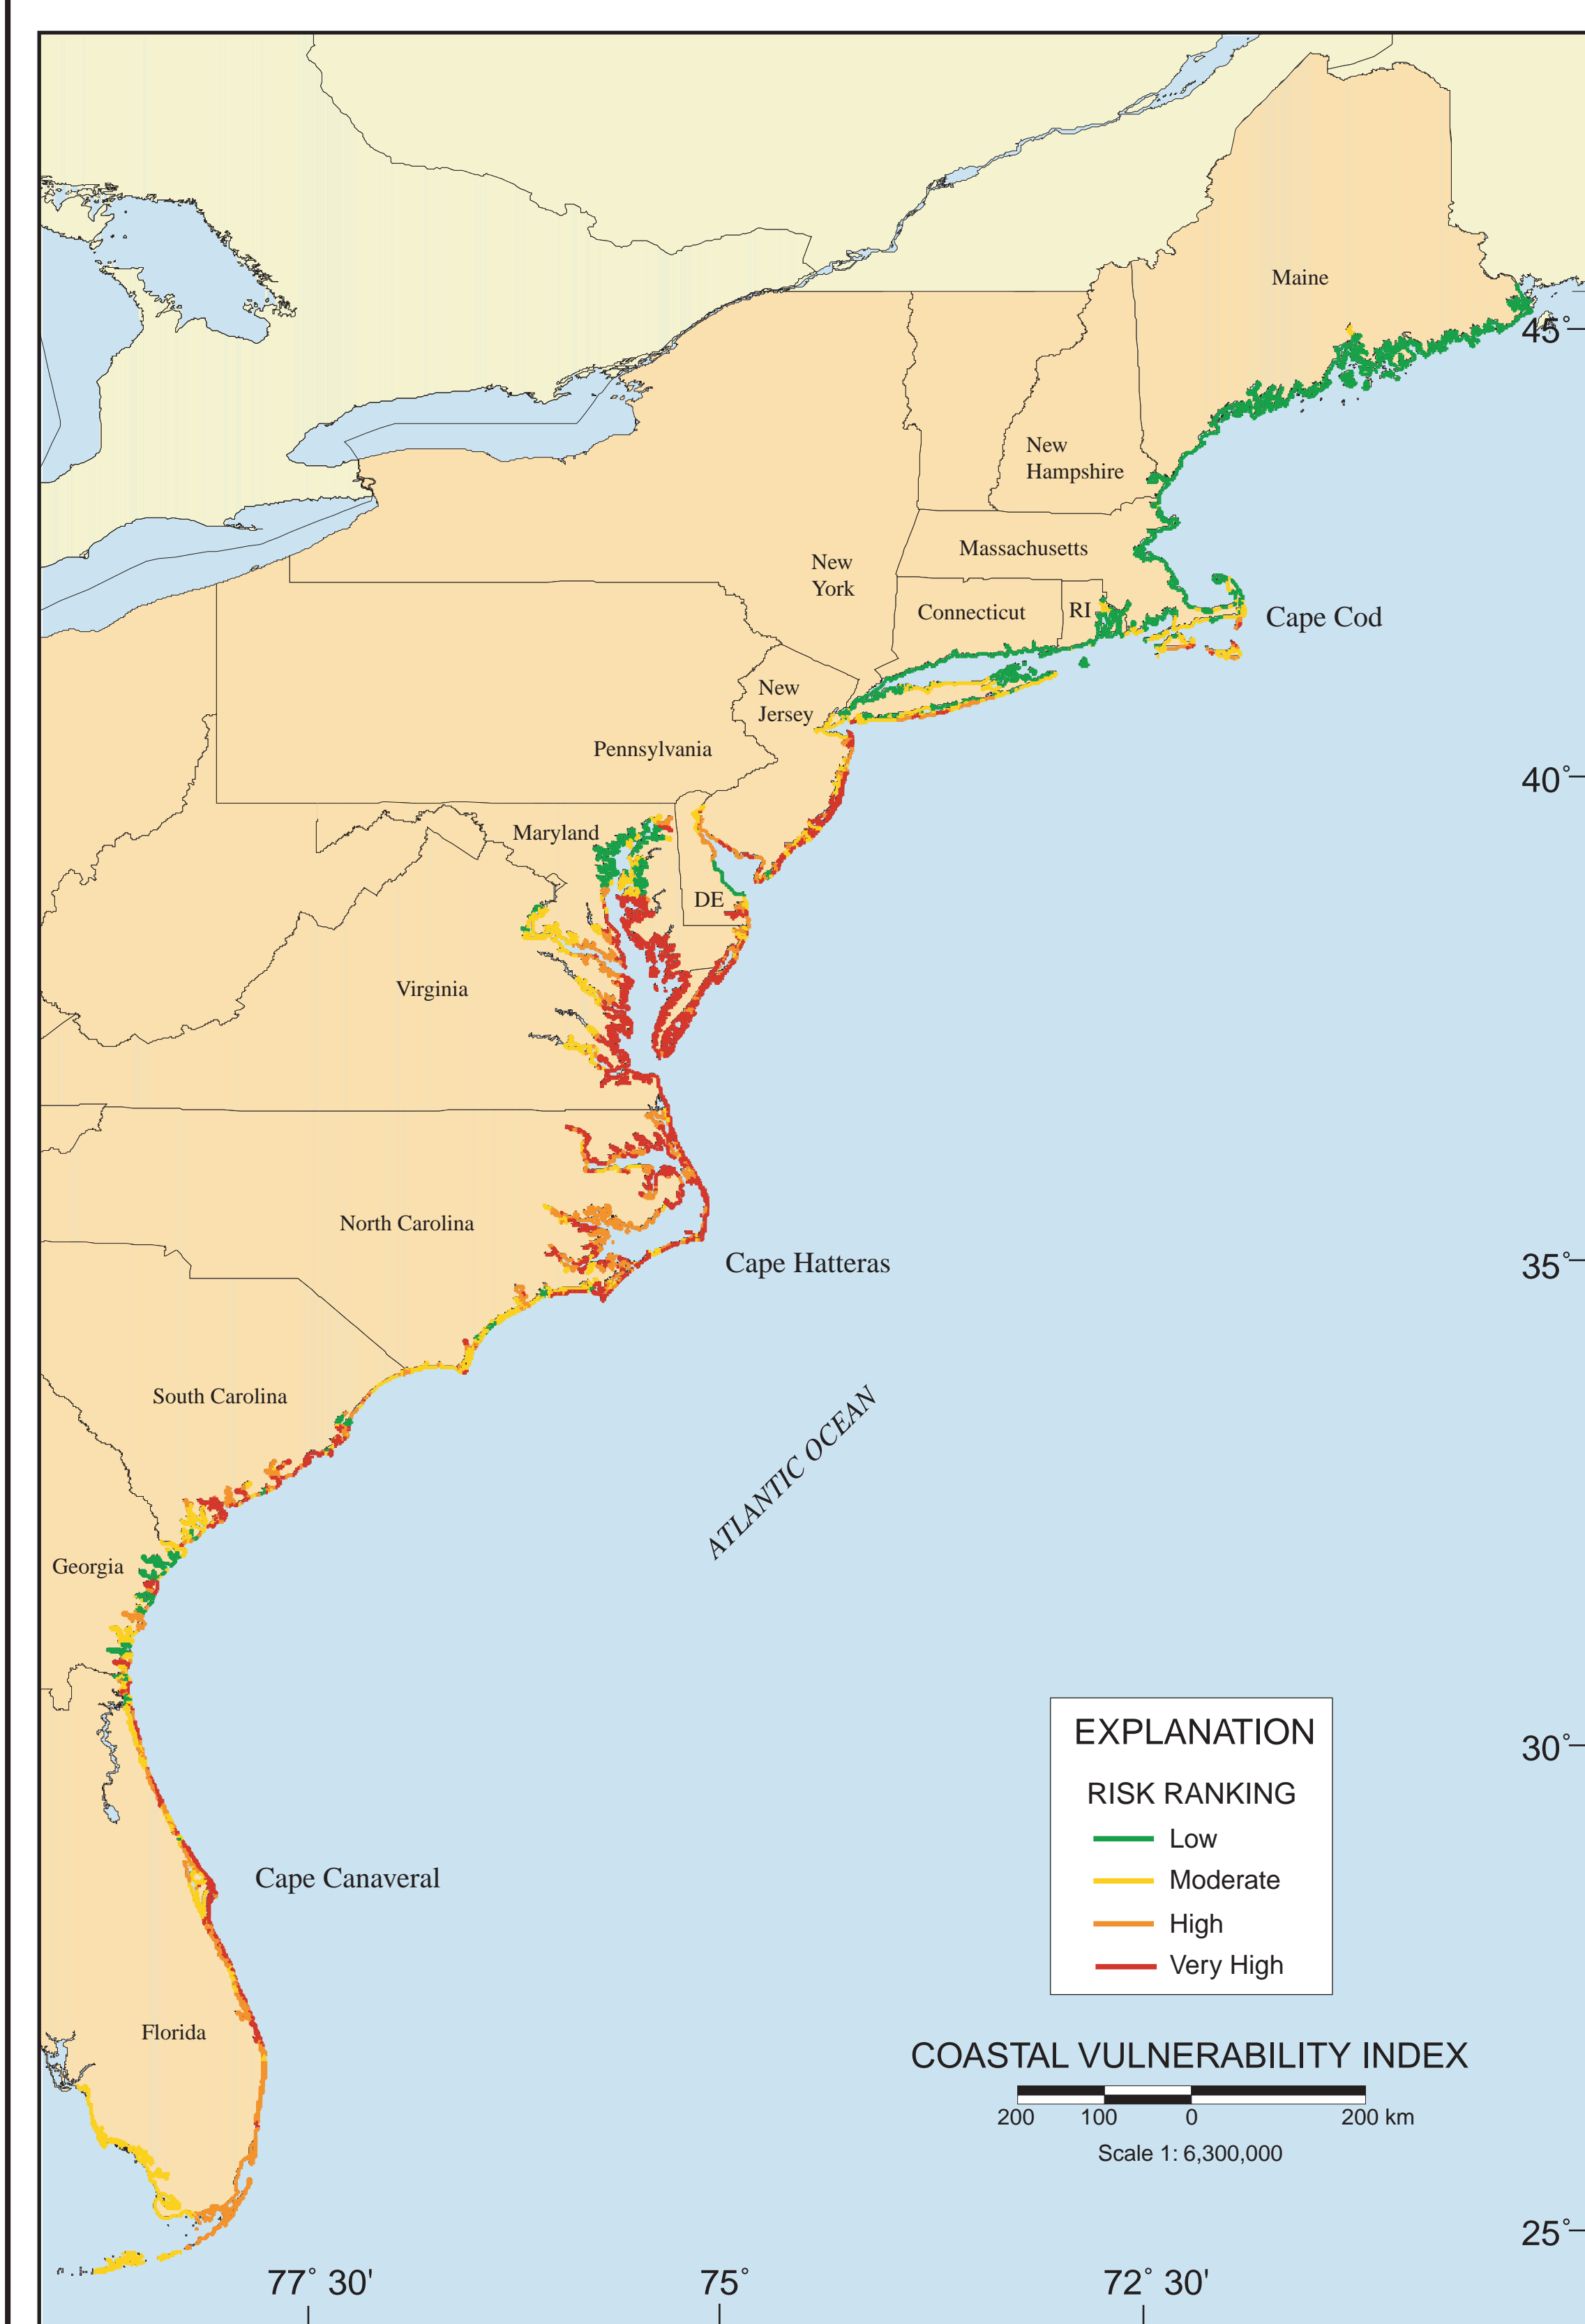 Maine
45°
New
Hampshire
Massachusetts
New
York
Connecticut
RI
Cape Cod
New
Jersey
Pennsylvania
40°
Maryland
DE
Virginia
North Carolina
Cape Hatteras
35°
South Carolina
ATLANTIC OCEAN
Georgia
EXPLANATION
30°
RISK RANKING
Low
Cape Canaveral
Moderate
High
Very High
Florida
COASTAL VULNERABILITY INDEX
200 100 0 200 km
Scale 1: 6,300,000
25°
77° 30' 75° 72° 30'